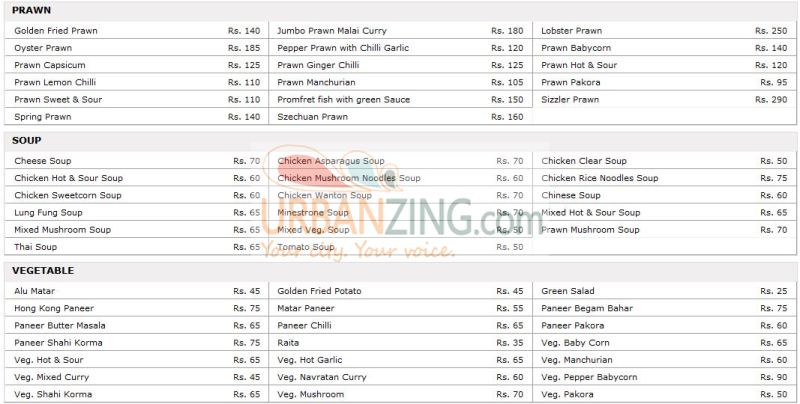 PRAWN
Golden Fried Prawn Rs. 140 Jumbo Prawn Malai Curry Rs. 180 Lobster Prawn Rs. 250
Oyster Prawn Rs. 185 Pepper Prawn with Chilli Garlic Rs. 120 Prawn Babycorn Rs. 140
Prawn Capsicum Rs. 125 Prawn Ginger Chilli Rs. 125 Prawn Hot & Sour Rs. 120
Prawn Lemon Chilli Rs. 110 Prawn Manchurian Rs. 105 Prawn Pakora Rs. 95
Prawn Sweet & Sour Rs. 110 Promfret fish with green Sauce Rs. 150 Sizzler Prawn Rs. 290
Spring Prawn Rs. 140 Szechuan Prawn Rs. 160
SOUP
Cheese Soup Rs. 70 Chicken Asparagus Soup Rs. 70 Chicken Clear Soup Rs. 50
Chicken Hot & Sour Soup Rs. 60 Chicken Mushroom Noodles Soup Rs. 60 Chicken Rice Noodles Soup Rs. 75
Chicken Sweetcorn Soup Rs. 60 Chicken Wanton Soup Rs. Chinese Soup Rs. 60
Lung Fung Soup Rs. 65 Minestrone Soup Rs. 70 Mixed Hot & Sour Soup Rs. 65
Mixed Mushroom Soup Rs. 65 Mixed Veg. Soup Rs. 50 Prawn Mushroom Soup Rs. 70
Thai Soup Rs. 65 Tomato Soup Rs. 50
URBANZING.com
Your city. Your voice.
VEGETABLE
Alu Matar Rs. 45 Golden Fried Potato Rs. 45 Green Salad Rs. 25
Hong Kong Paneer Rs. 75 Matar Paneer Rs. 55 Paneer Begam Bahar Rs. 75
Paneer Butter Masala Rs. 65 Paneer Chilli Rs. 65 Paneer Pakora Rs. 60
Paneer Shahi Korma Rs. 75 Raita Rs. 35 Veg. Baby Corn Rs. 65
Veg. Hot & Sour Rs. 65 Veg. Hot Garlic Rs. 65 Veg. Manchurian Rs. 60
Veg. Mixed Curry Rs. 45 Veg. Navratan Curry Rs. 60 Veg. Pepper Babycorn Rs. 90
Veg. Shahi Korma Rs. 65 Veg. Mushroom Rs. 70 Veg. Pakora Rs. 50